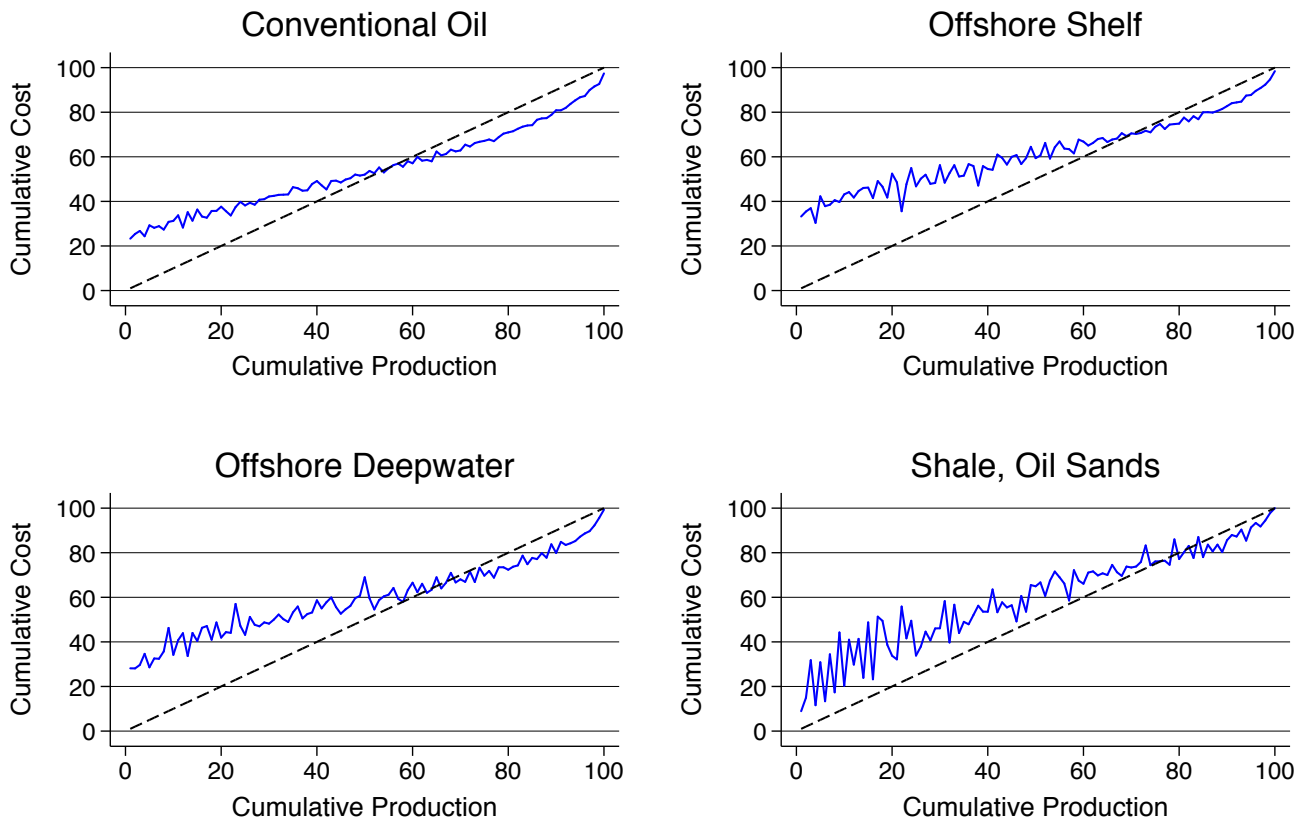 Conventional Oil
Cumulative Cost
100
80
60
40
20
0
0 20 40 60 80 100
Cumulative Production
Offshore Shelf
Cumulative Cost
100
80
60
40
20
0
0 20 40 60 80 100
Cumulative Production
Offshore Deepwater
Cumulative Cost
100
80
60
40
20
0
0 20 40 60 80 100
Cumulative Production
Shale, Oil Sands
Cumulative Cost
100
80
60
40
20
0
0 20 40 60 80 100
Cumulative Production